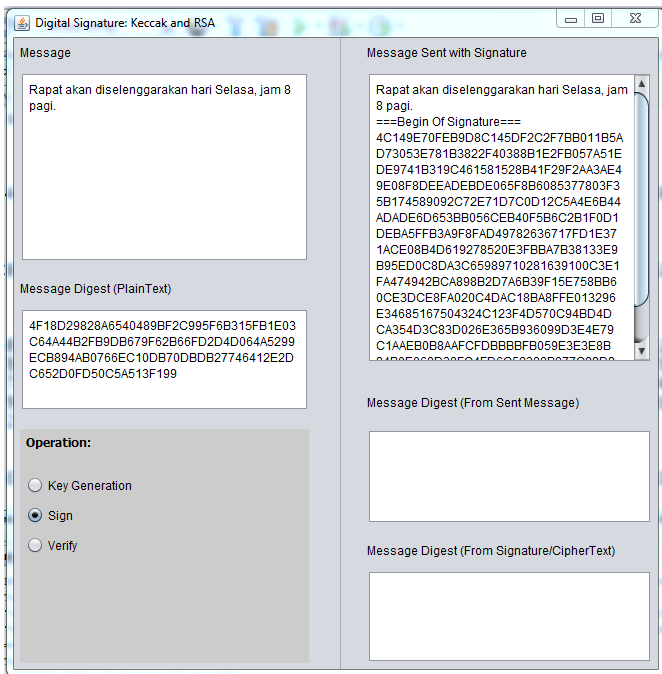 Digital Signature: Keccak and RSA
Message
Rapat akan diselenggarakan hari Selasa, jam 8
pagi.
Message Digest (PlainText)
4F18D29828A6540489BF2C995F6B315FB1E03
C64A44B2FB9DB679F62B66FD2D4D064A5299
ECB894AB0766EC10DB70DBDB27746412E2D
C652D0FD50C5A513F199
Operation:
Key Generation
Sign
Verify
Message Sent with Signature
Rapat akan diselenggarakan hari Selasa, jam
8 pagi.
===Begin Of Signature===
4C149E70FEB9D8C145DF2C2F7BB011B5A
D73053E781B3822F40388B1E2FB057A51E
DE9741B319C461581528B41F29F2AA3AE4
9E08F8DEEADEBDE065F8B6085377803F3
5B174589092C72E71D7C0D12C5A4E6B44
ADADE6D653BB056CEB40F5B6C2B1F0D1
DEBA5FFB3A9F8FAD49782636717FD1E37
1ACE08B4D619278520E3FBBA7B38133E9
B95ED0C8DA3C65989710281639100C3E1
FA474942BCA898B2D7A6B39F15E758BB6
0CE3DCE8FA020C4DAC18BA8FFE013296
E34685167504324C123F4D570C94BD4D
CA354D3C83D026E365B936099D3E4E79
C1AAEB0B8AAFCFDBBBBFB059E3E3E8B
Message Digest (From Sent Message)
Message Digest (From Signature/CipherText)